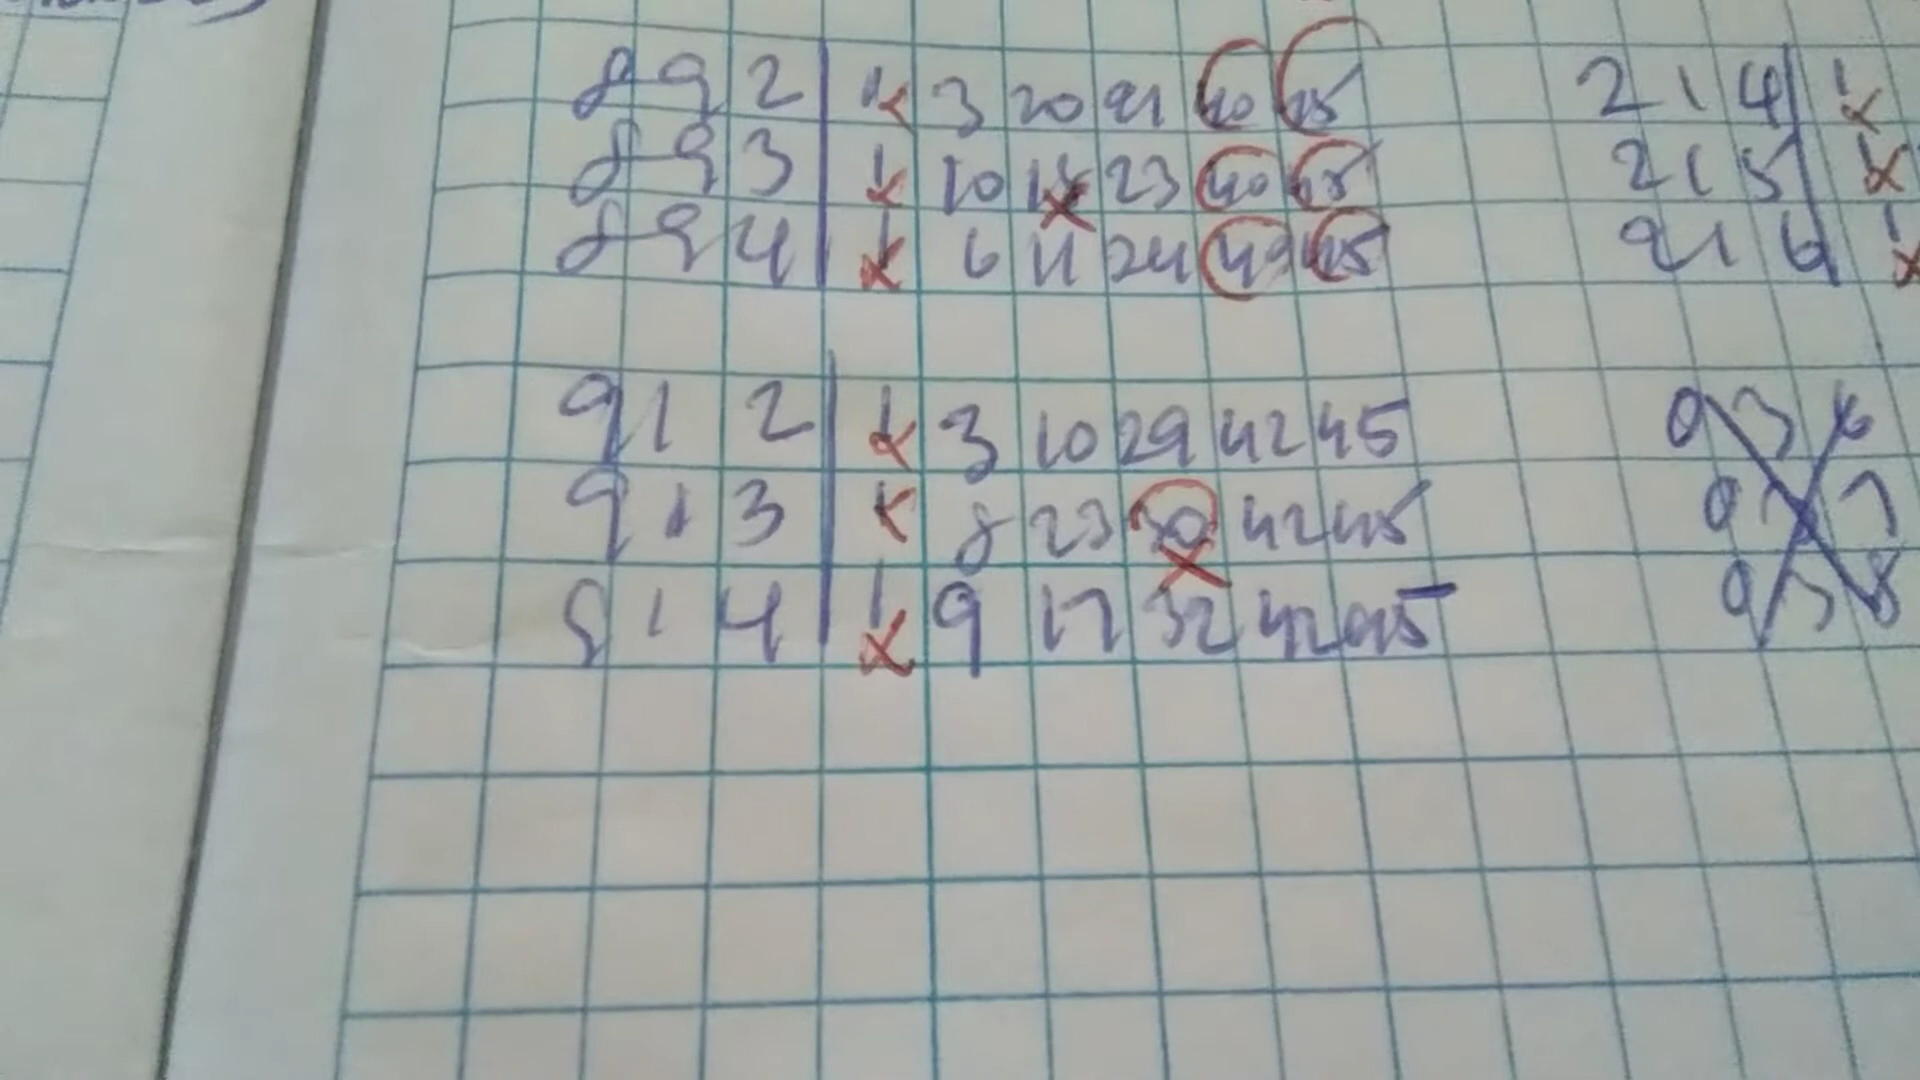 892 | 1 3 20 21 40 45
893 | 1 10 23 40 45
894 | 1 6 11 24 49 45
912 | 1 3 10 29 42 45
913 | 1 8 23 30 42 45
914 | 1 9 17 32 42 45
214 | 1
215 | 1
216 | 1
936
937
938